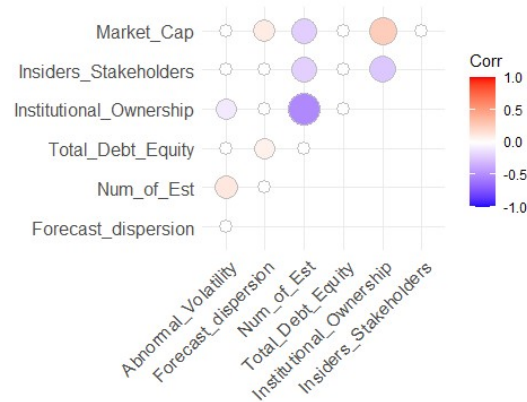 Market_Cap
Insiders_Stakeholders
Institutional_Ownership
Total_Debt_Equity
Num_of_Est
Forecast_dispersion
Abnormal_Volatility
Forecast_dispersion
Num_of_Est
Total_Debt_Equity
Institutional_Ownership
Insiders_Stakeholders
Corr
1.0
0.5
0.0
-0.5
-1.0